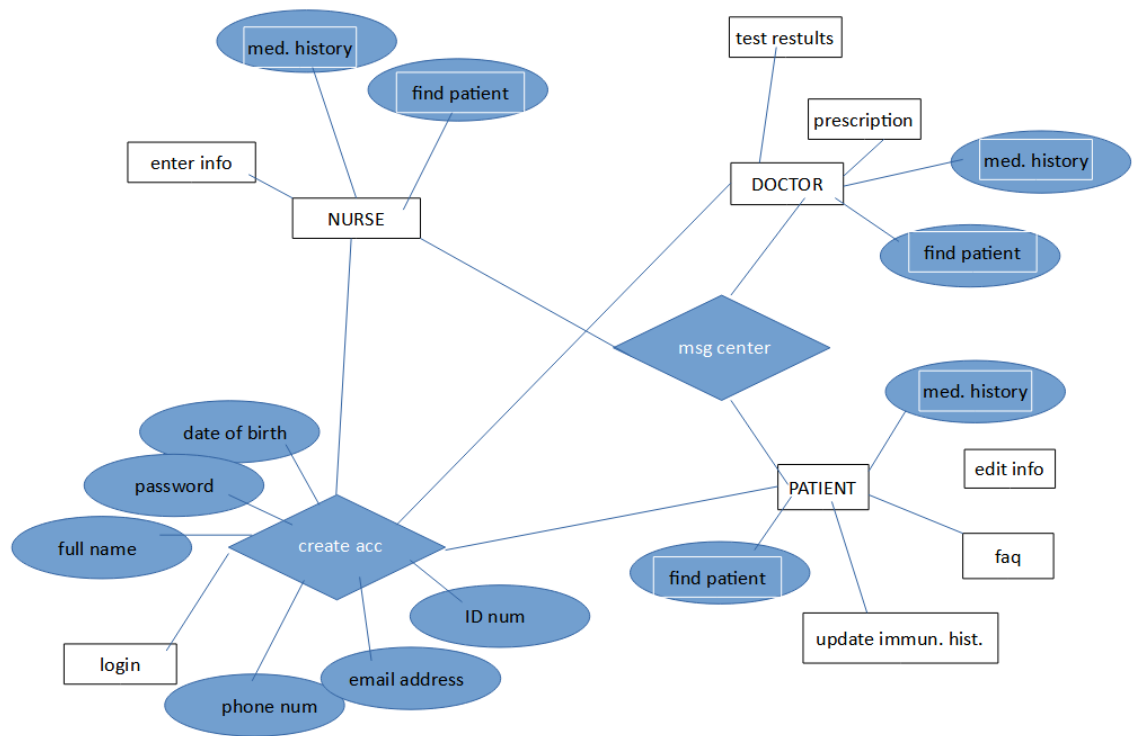 test restults
med. history
find patient
prescription
enter info
med. history
DOCTOR
NURSE
find patient
msg center
med. history
date of birth
edit info
password
PATIENT
create acc
full name
faq
find patient
ID num
update immun. hist.
login
email address
phone num